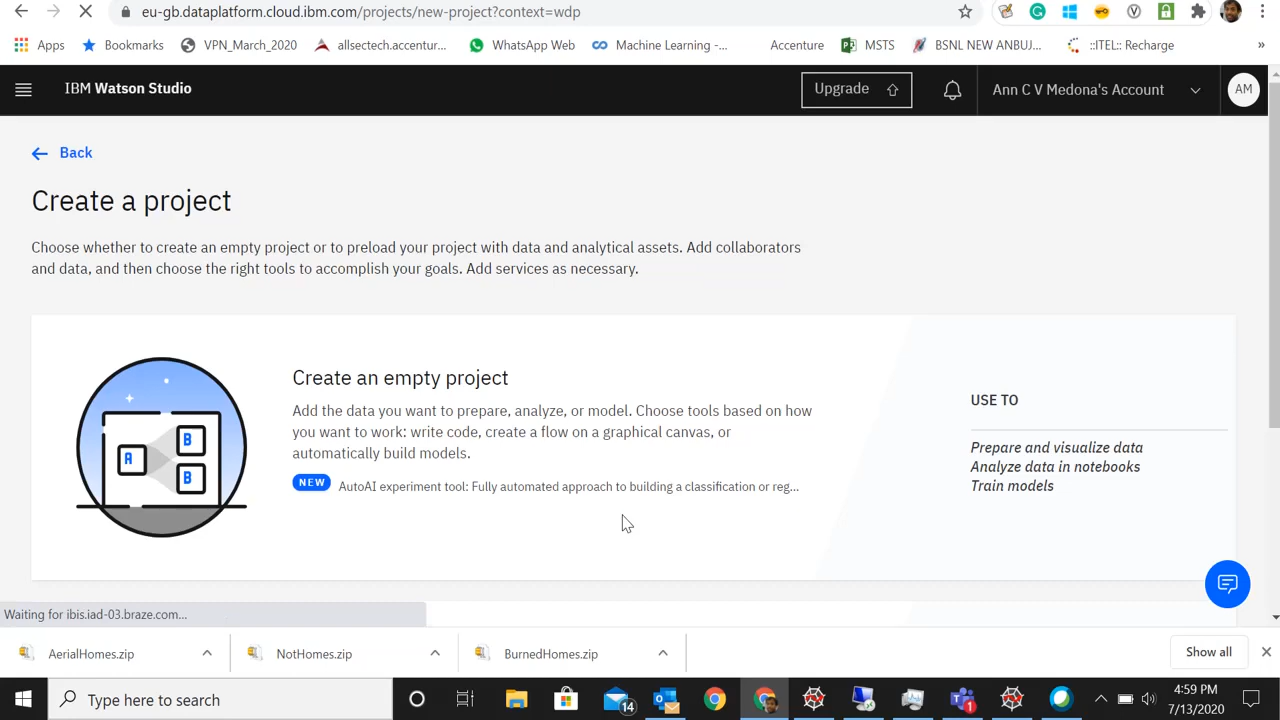 eu-gb.dataplatform.cloud.ibm.com/projects/new-project?context=wdp
Apps Bookmarks VPN_March_2020 allsectech.accentur... WhatsApp Web Machine Learning -... Accenture MSTS BSNL NEW ANBUJ... ::ITEL:: Recharge »
IBM Watson Studio Upgrade Ann C V Medona's Account AM
Back
Create a project
Choose whether to create an empty project or to preload your project with data and analytical assets. Add collaborators
and data, and then choose the right tools to accomplish your goals. Add services as necessary.
Create an empty project
Add the data you want to prepare, analyze, or model. Choose tools based on how
you want to work: write code, create a flow on a graphical canvas, or
automatically build models.
NEW AutoAI experiment tool: Fully automated approach to building a classification or reg...
A B B
USE TO
Prepare and visualize data
Analyze data in notebooks
Train models
Waiting for ibis.iad-03.braze.com...
AerialHomes.zip NotHomes.zip BurnedHomes.zip Show all
Type here to search 14 1 4:59 PM
7/13/2020